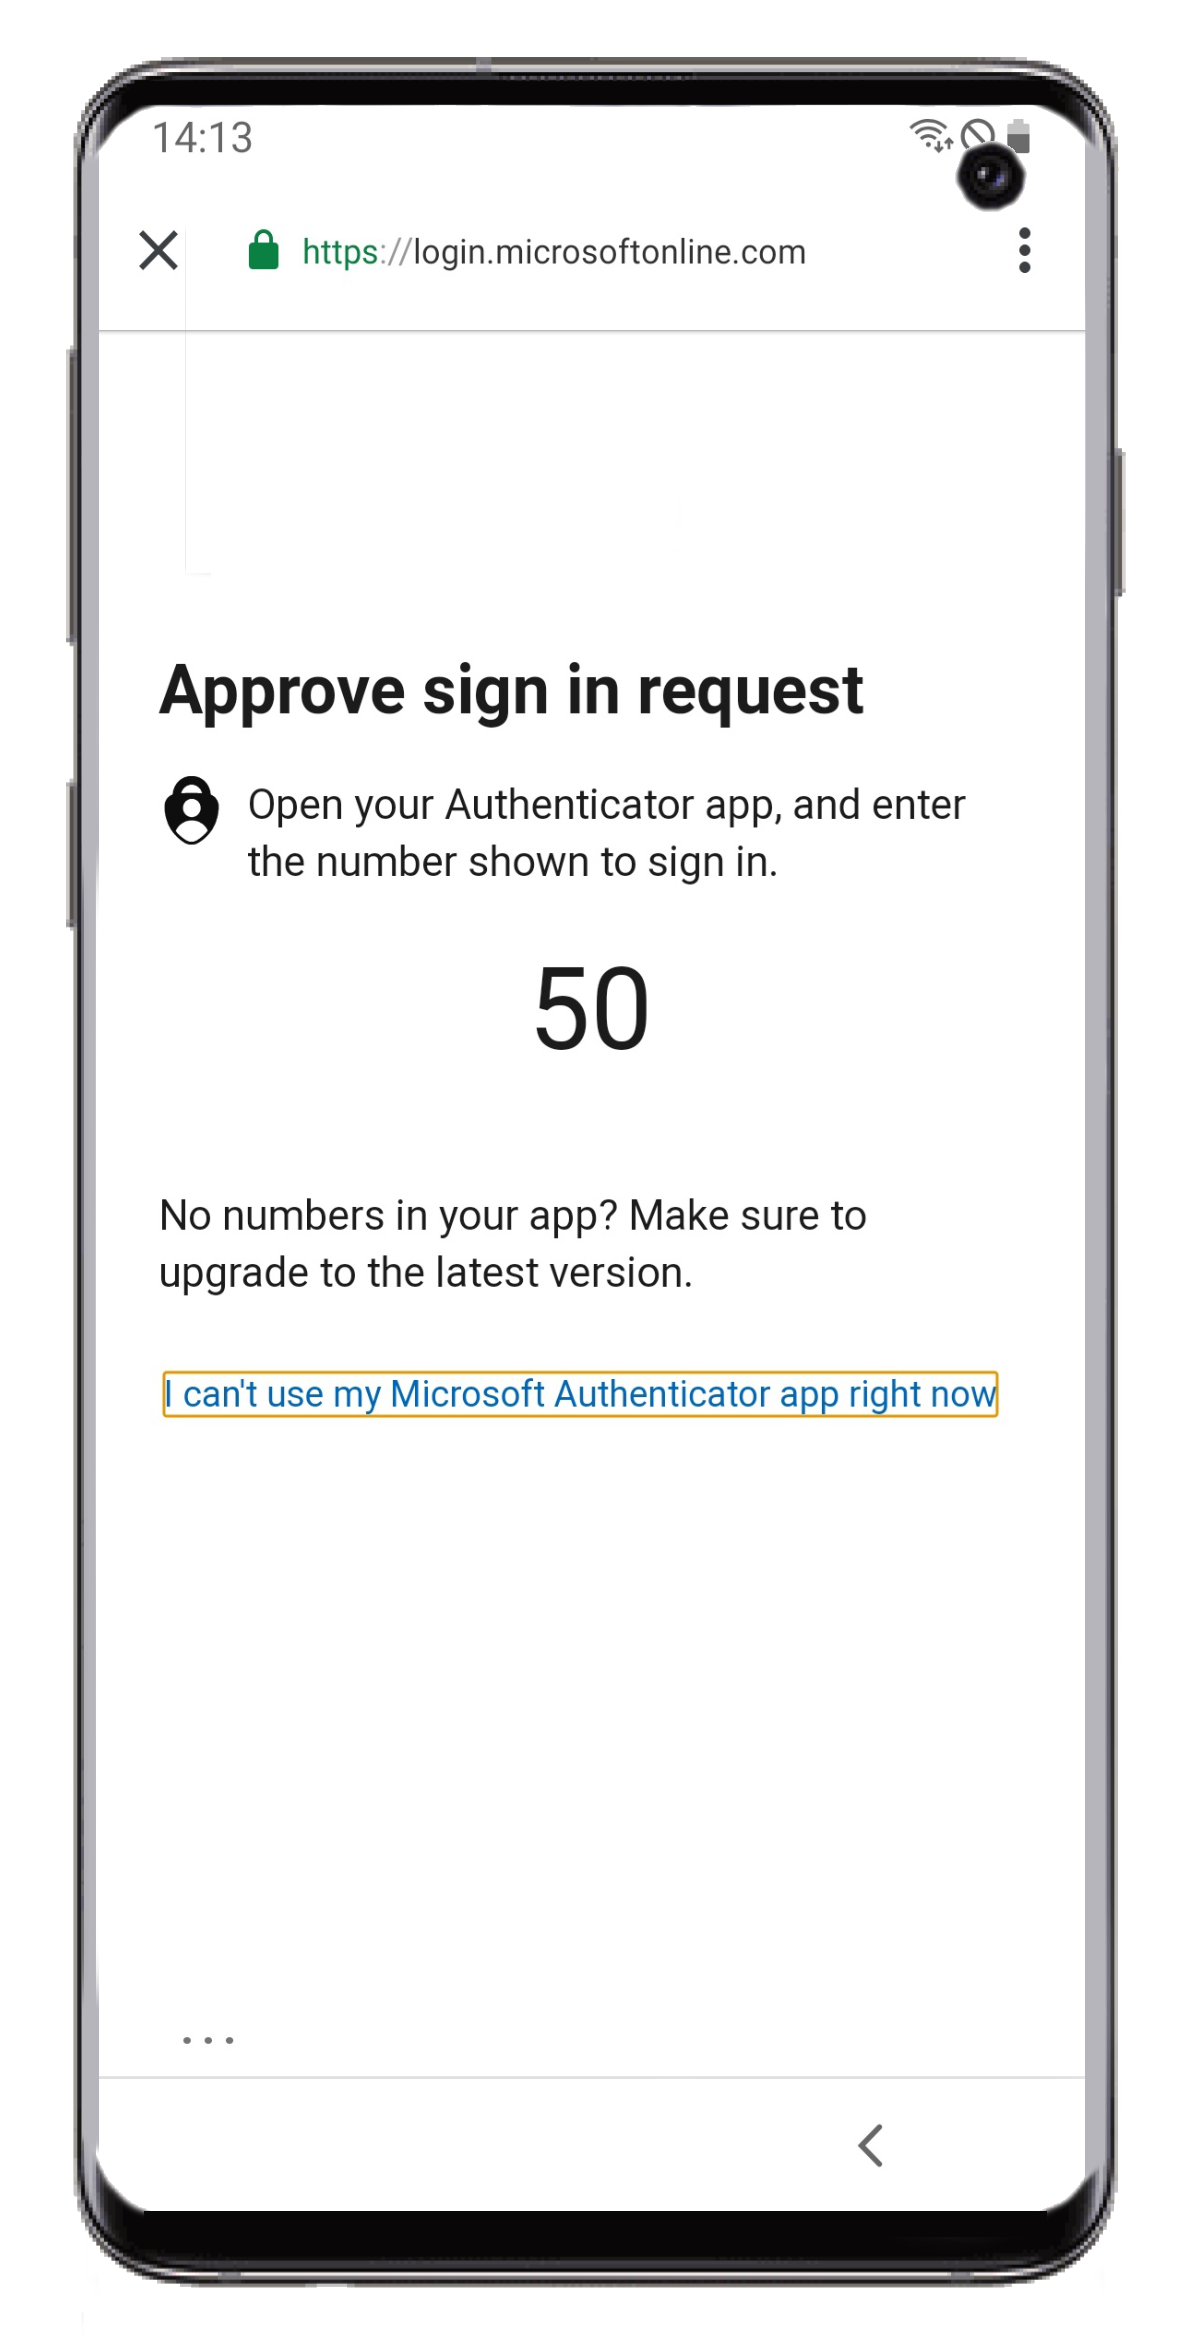 14:13
https://login.microsoftonline.com
Approve sign in request
Open your Authenticator app, and enter
the number shown to sign in.
50
No numbers in your app? Make sure to
upgrade to the latest version.
I can't use my Microsoft Authenticator app right now
...